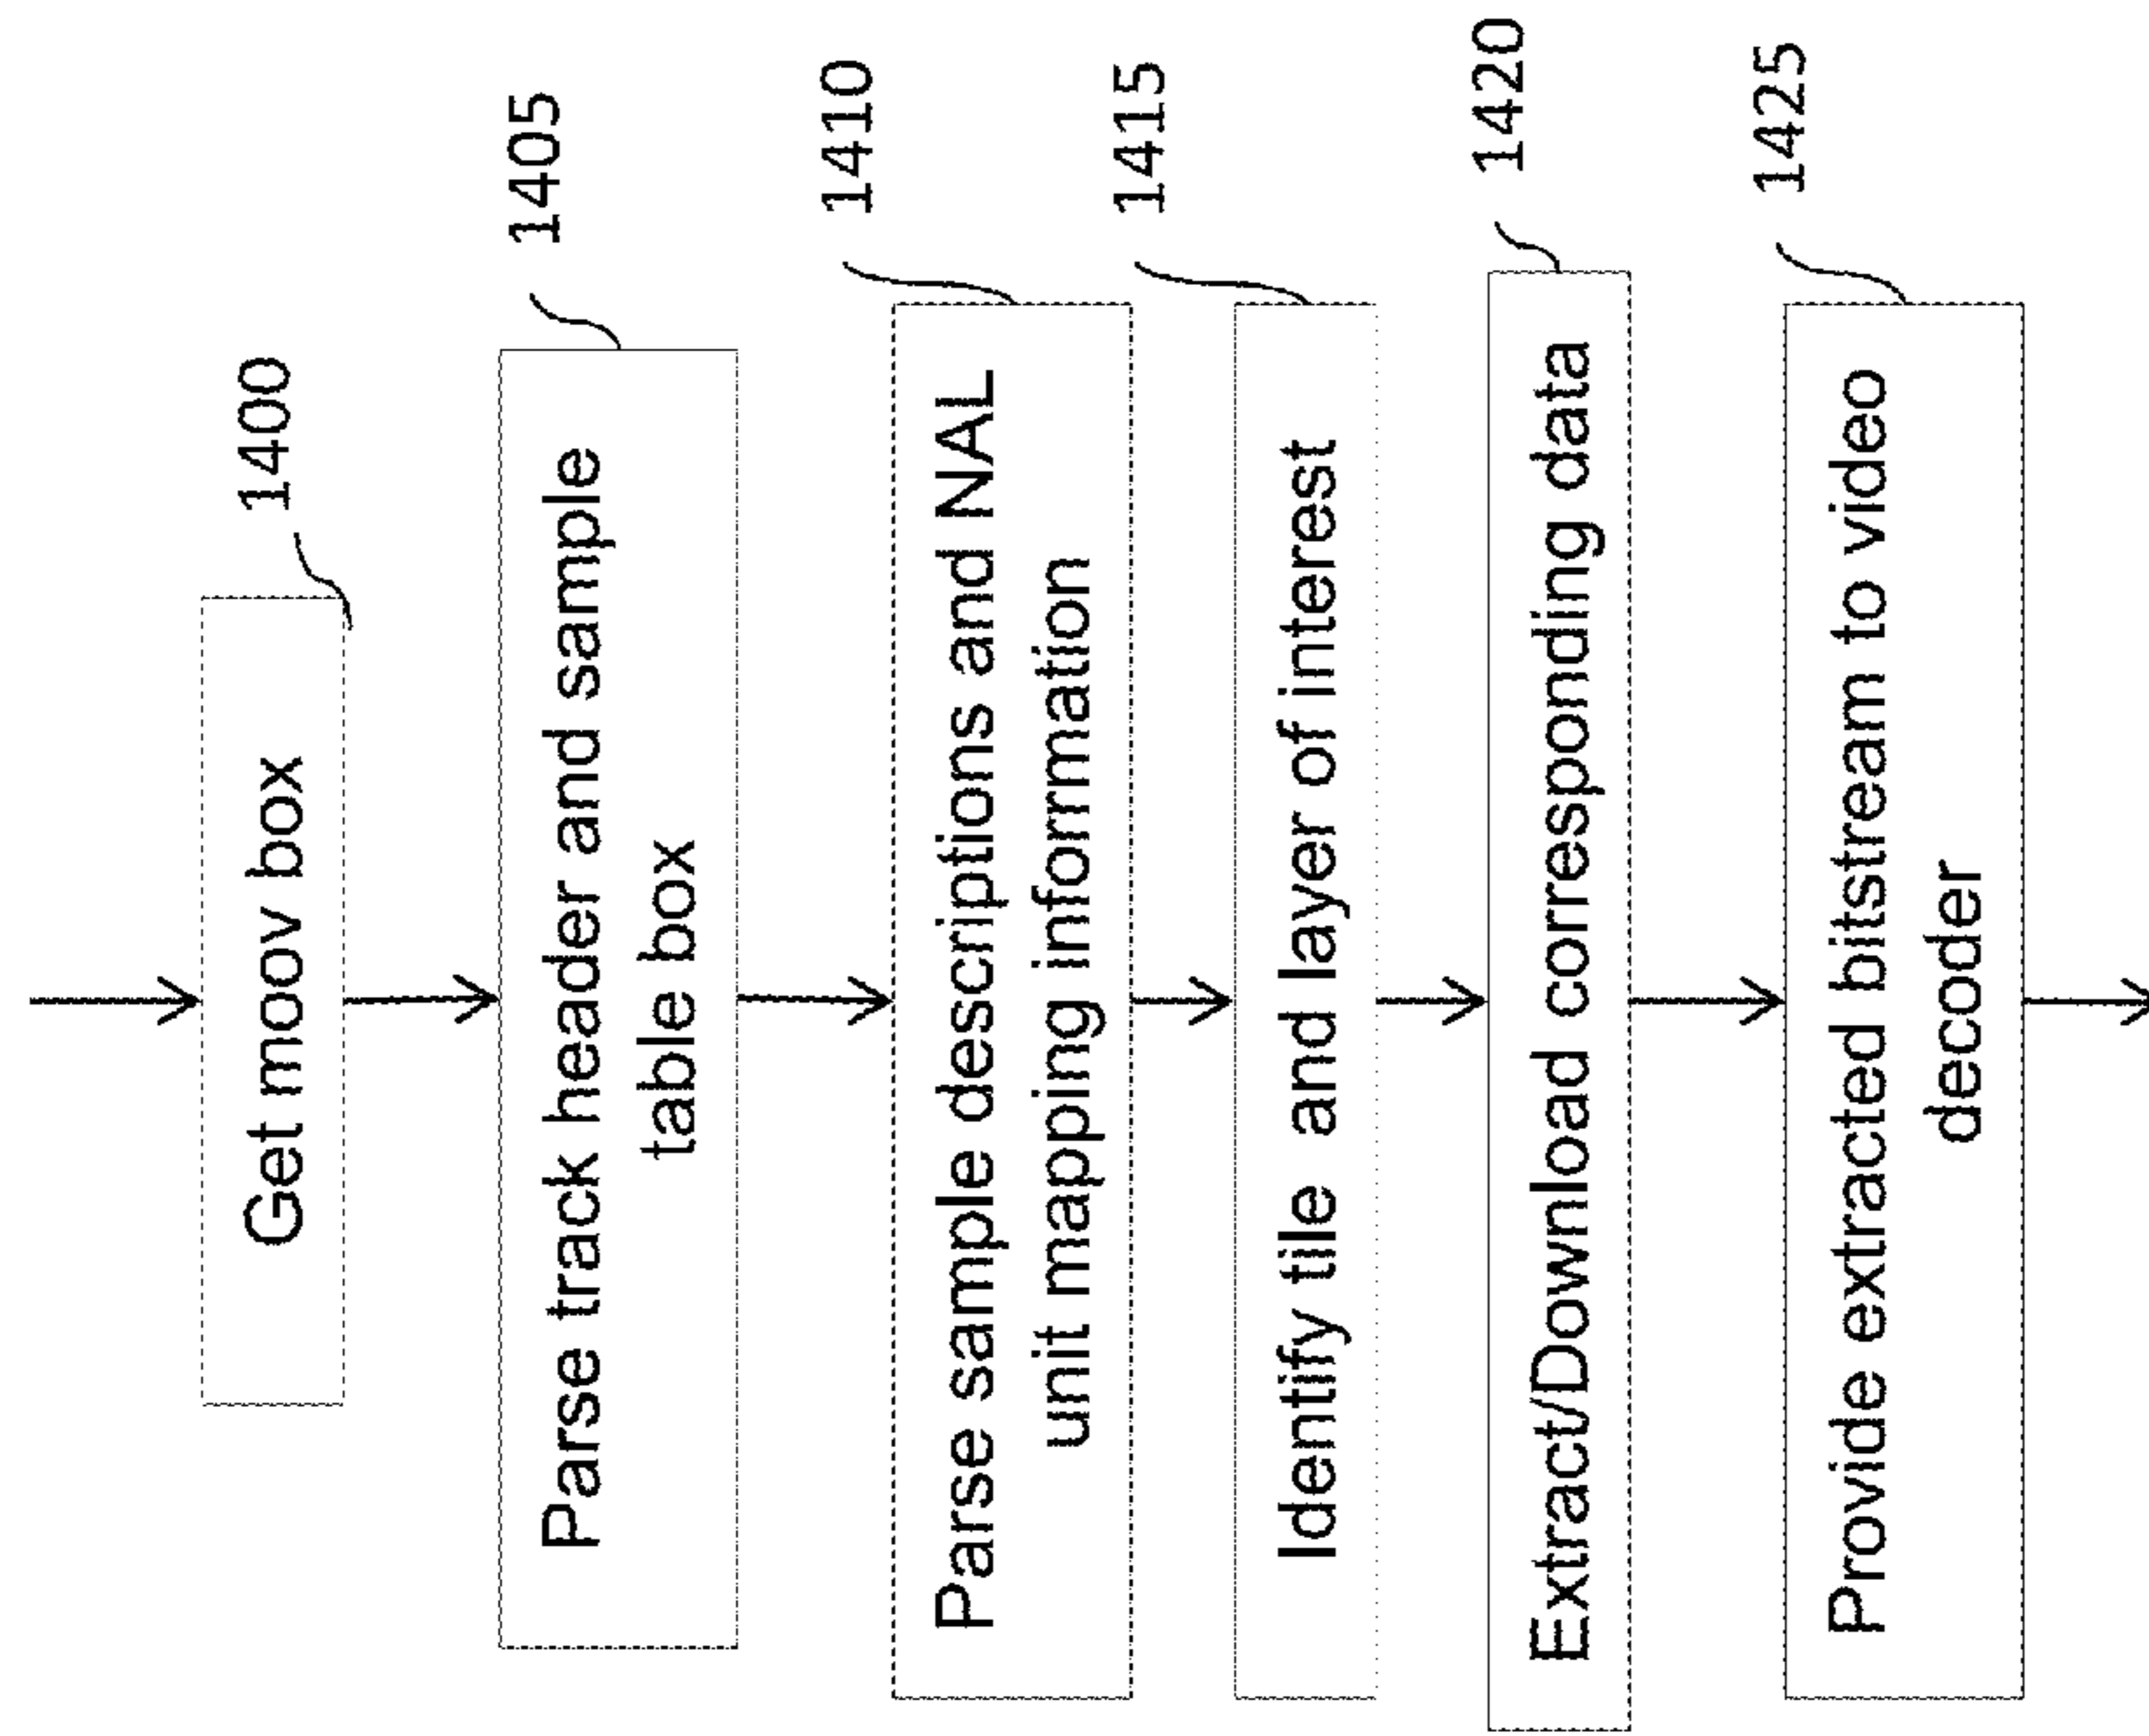 1400
Get moov box
1405
Parse track header and sample
table box
1410
Parse sample descriptions and NAL
unit mapping information
1415
Identify tile and layer of interest
1420
Extract/Download corresponding data
1425
Provide extracted bitstream to video
decoder